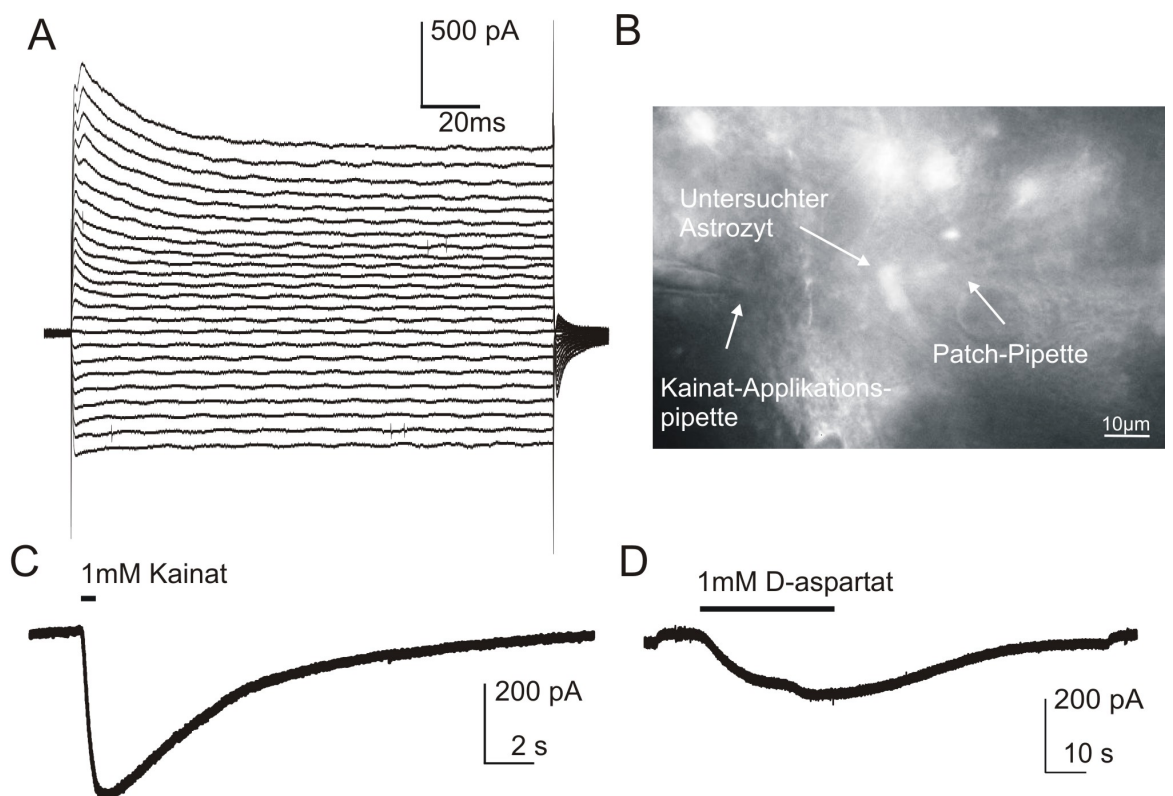 A
500 pA
20ms
B
Untersuchter
Astrozyt
Patch-Pipette
Kainat-Applikations-
pipette
10µm
C
1mM Kainat
200 pA
2 s
D
1mM D-aspartat
200 pA
10 s